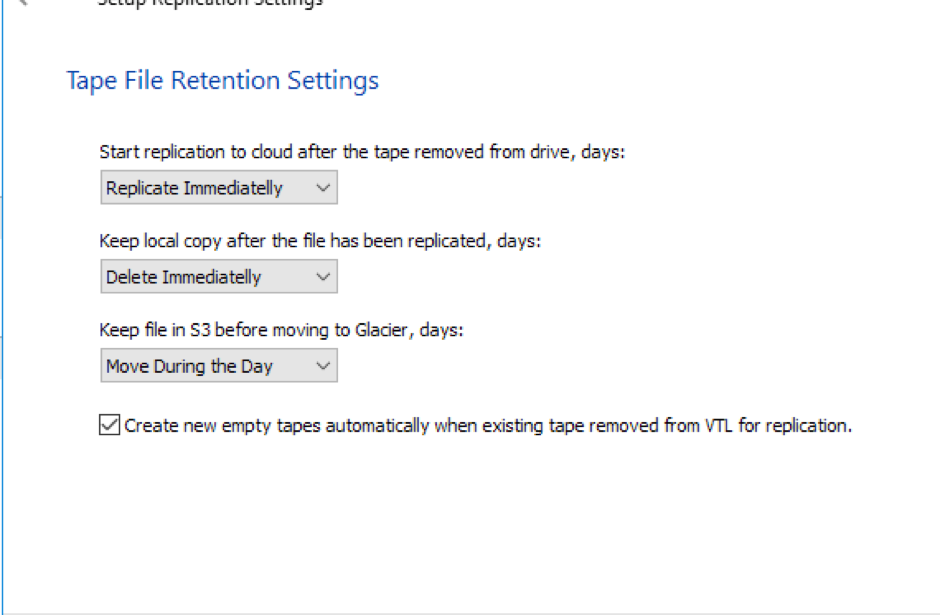 Setup Replication Settings
Tape File Retention Settings
Start replication to cloud after the tape removed from drive, days:
Replicate Immediatelly
Keep local copy after the file has been replicated, days:
Delete Immediatelly
Keep file in S3 before moving to Glacier, days:
Move During the Day
Create new empty tapes automatically when existing tape removed from VTL for replication.